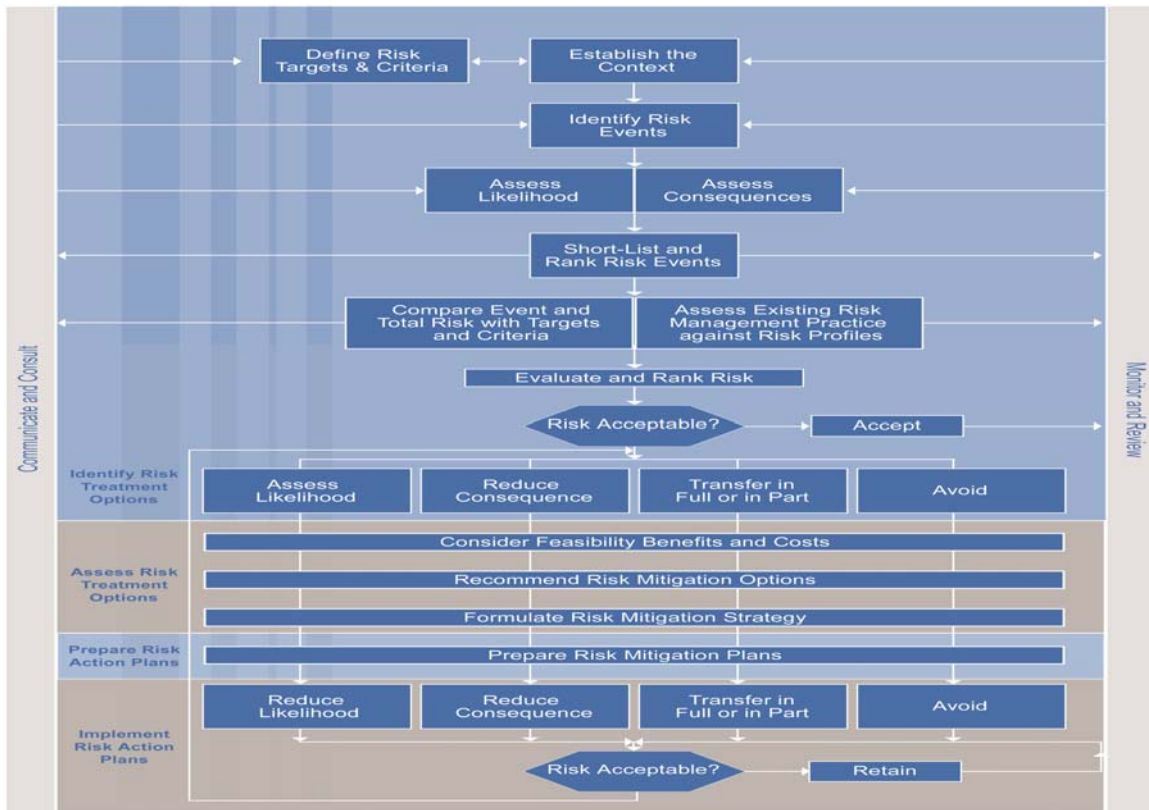 Define Risk
Targets & Criteria
Establish the
Context
Identify Risk
Events
Assess
Likelihood
Assess
Consequences
Short-List and
Rank Risk Events
Compare Event and
Total Risk with Targets
and Criteria
Assess Existing Risk
Management Practice
against Risk Profiles
Evaluate and Rank Risk
Risk Acceptable?
Accept
Communicate and Consult
Monitor and Review
Identify Risk
Treatment
Options
Assess
Likelihood
Reduce
Consequence
Transfer in
Full or in Part
Avoid
Assess Risk
Treatment
Options
Consider Feasibility Benefits and Costs
Recommend Risk Mitigation Options
Formulate Risk Mitigation Strategy
Prepare Risk
Action Plans
Prepare Risk Mitigation Plans
Implement
Risk Action
Plans
Reduce
Likelihood
Reduce
Consequence
Transfer in
Full or in Part
Avoid
Risk Acceptable?
Retain